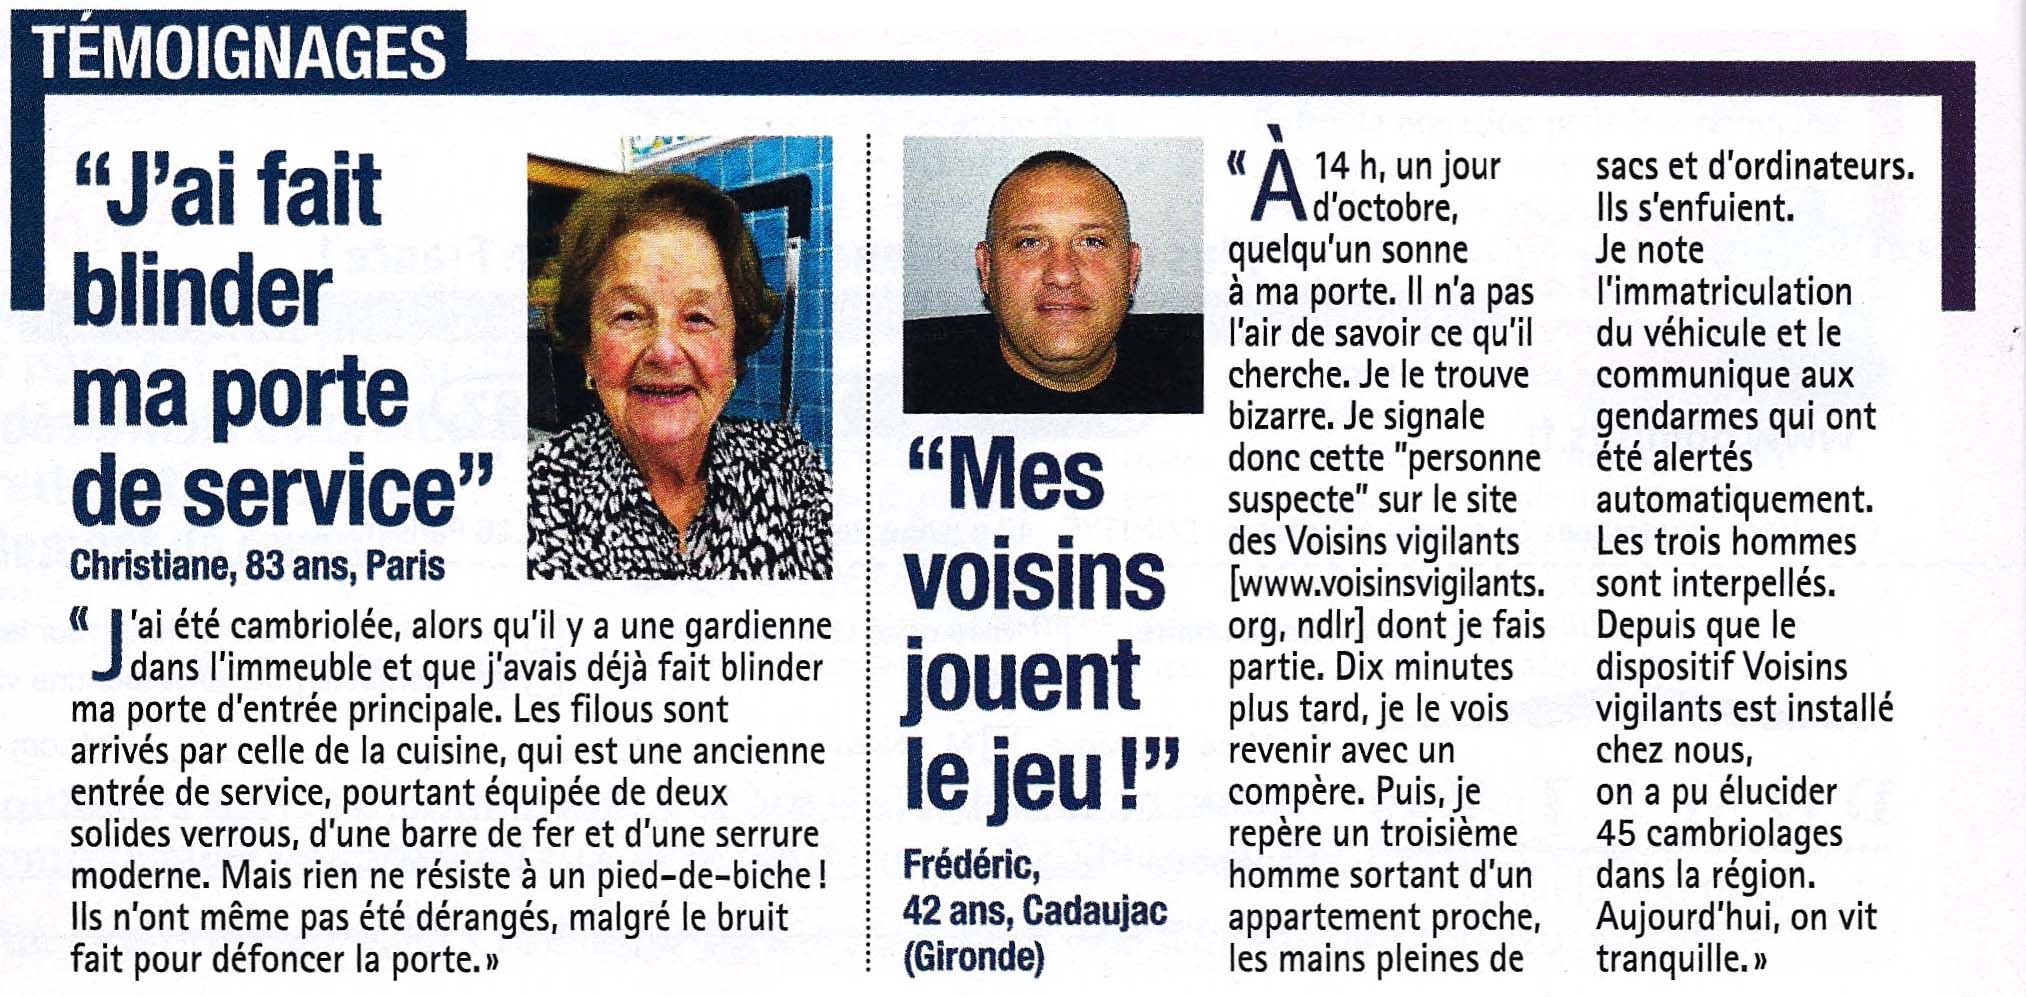 TÉMOIGNAGES
“J’ai fait
blinder
ma porte
de service”
Christiane, 83 ans, Paris
« J’ai été cambriolée, alors qu’il y a une gardienne
dans l’immeuble et que j’avais déjà fait blinder
ma porte d’entrée principale. Les filous sont
arrivés par celle de la cuisine, qui est une ancienne
entrée de service, pourtant équipée de deux
solides verrous, d’une barre de fer et d’une serrure
moderne. Mais rien ne résiste à un pied-de-biche !
Ils n’ont même pas été dérangés, malgré le bruit
fait pour défoncer la porte. »
“Mes
voisins
jouent
le jeu !”
Frédéric,
42 ans, Cadaujac
(Gironde)
« À 14 h, un jour
d’octobre,
quelqu’un sonne
à ma porte. Il n’a pas
l’air de savoir ce qu’il
cherche. Je le trouve
bizarre. Je signale
donc cette "personne
suspecte" sur le site
des Voisins vigilants
[www.voisinsvigilants.
org, ndlr] dont je fais
partie. Dix minutes
plus tard, je le vois
revenir avec un
compère. Puis, je
repère un troisième
homme sortant d’un
appartement proche,
les mains pleines de
sacs et d’ordinateurs.
Ils s’enfuient.
Je note
l’immatriculation
du véhicule et le
communique aux
gendarmes qui ont
été alertés
automatiquement.
Les trois hommes
sont interpellés.
Depuis que le
dispositif Voisins
vigilants est installé
chez nous,
on a pu élucider
45 cambriolages
dans la région.
Aujourd’hui, on vit
tranquille. »